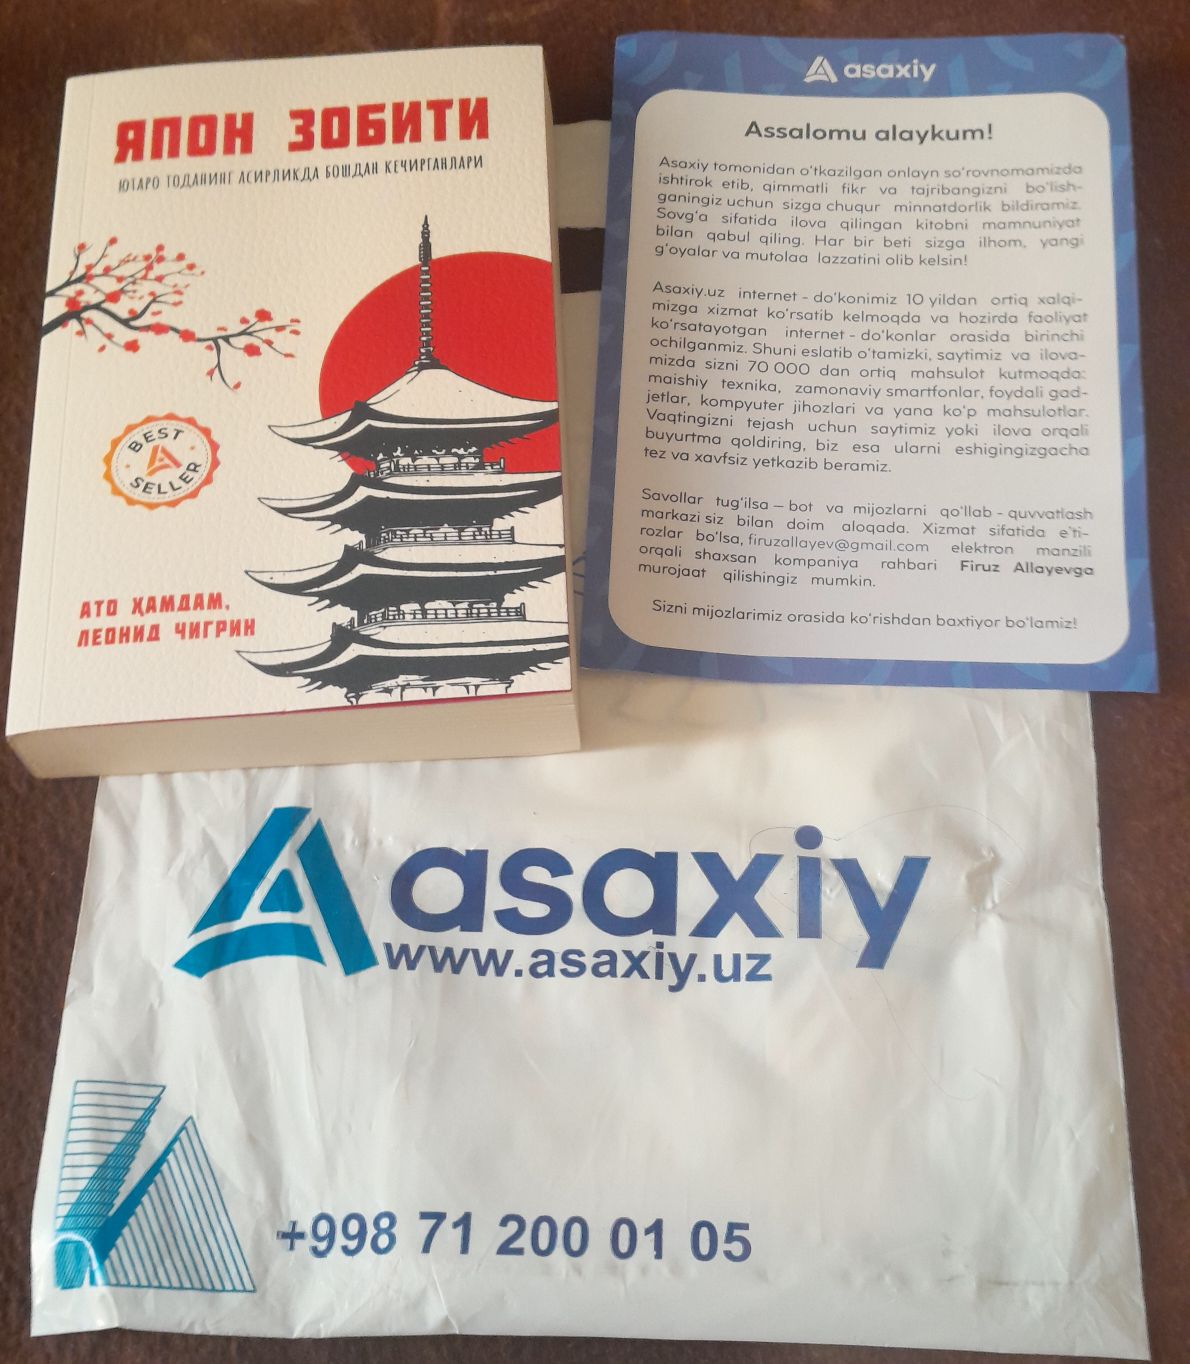 ЯПОН ЗОБИТИ
ЮТАРО ТОДАНИНГ АСИРЛИКДА БОШДАН КЕЧИРГАНЛАРИ
BEST
SELLER
АТО ҲАМДАМ,
ЛЕОНИД ЧИГРИН
asaxiy
Assalomu alaykum!
Asaxiy tomonidan o‘tkazilgan onlayn so‘rovnomamizda
ishtirok etib, qimmatli fikr va tajribangizni bo‘lish-
ganingiz uchun sizga chuqur minnatdorlik bildiramiz.
Sovg‘a sifatida ilova qilingan kitobni mamnuniyat
bilan qabul qiling. Har bir beti sizga ilhom, yangi
g‘oyalar va mutolaa lazzatini olib kelsin!
Asaxiy.uz internet - do‘konimiz 10 yildan ortiq xalqi-
mizga xizmat ko‘rsatib kelmoqda va hozirda faoliyat
ko‘rsatayotgan internet - do‘konlar orasida birinchi
ochilganmiz. Shuni eslatib o‘tamizki, saytimiz va ilova-
mizda sizni 70 000 dan ortiq mahsulot kutmoqda:
maishiy texnika, zamonaviy smartfonlar, foydali gad-
jetlar, kompyuter jihozlari va yana ko‘p mahsulotlar.
Vaqtingizni tejash uchun saytimiz yoki ilova orqali
buyurtma qoldiring, biz esa ularni eshigingizgacha
tez va xavfsiz yetkazib beramiz.
Savollar tug‘ilsa – bot va mijozlarni qo‘llab - quvvatlash
markazi siz bilan doim aloqada. Xizmat sifatida e’ti-
rozlar bo‘lsa, firuzallayev@gmail.com elektron manzili
orqali shaxsan kompaniya rahbari Firuz Allayevga
murojaat qilishingiz mumkin.
Sizni mijozlarimiz orasida ko‘rishdan baxtiyor bo‘lamiz!
asaxiy
www.asaxiy.uz
+998 71 200 01 05